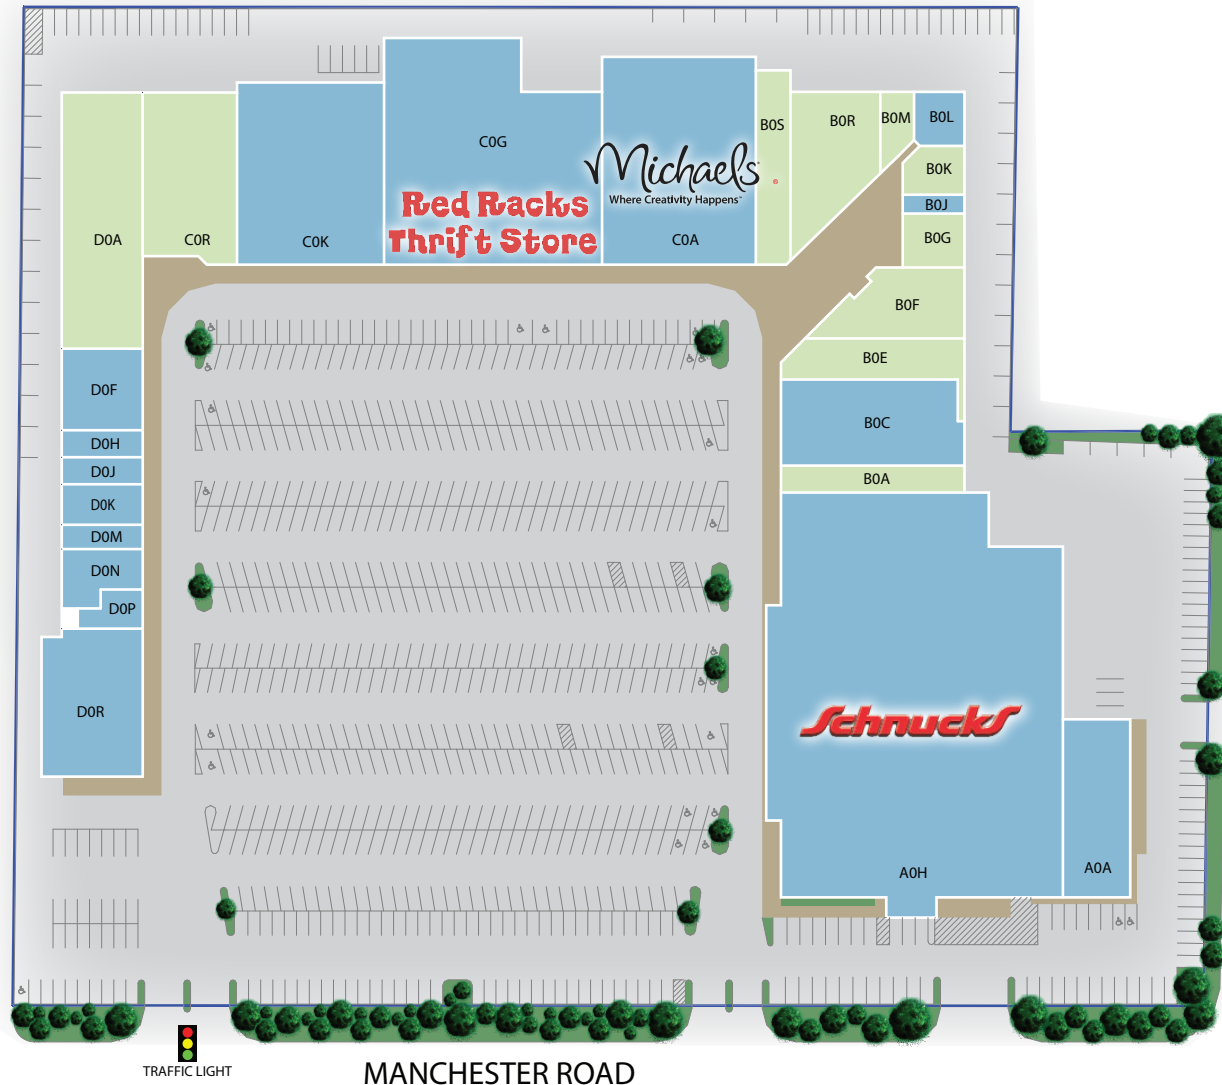 B0S
B0R
B0M
B0L
C0G
Michaels
Where Creativity Happens™
B0K
Red Racks
Thrift Store
B0J
D0A
C0R
C0K
C0A
B0G
B0F
B0E
D0F
B0C
D0H
D0J
B0A
D0K
D0M
D0N
D0P
D0R
Schnucks
A0H
A0A
TRAFFIC LIGHT
MANCHESTER ROAD